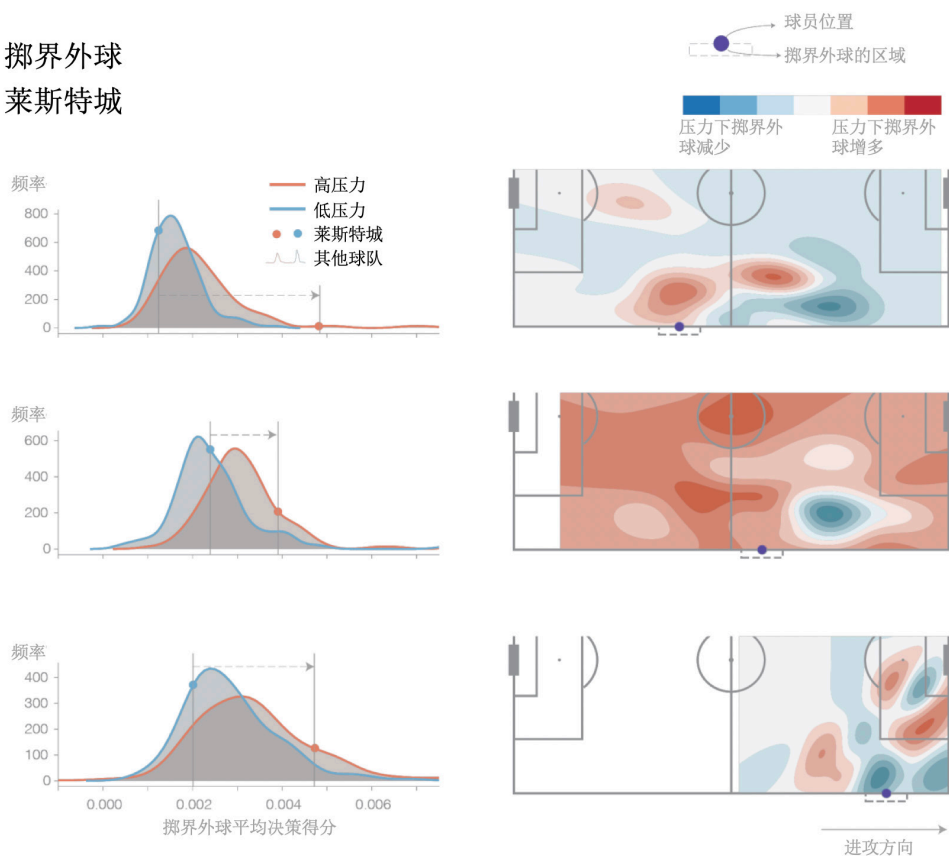 掷界外球
莱斯特城
球员位置
掷界外球的区域
压力下掷界外
球减少
压力下掷界外
球增多
频率
高压力
低压力
莱斯特城
其他球队
800
600
400
200
0
频率
600
400
200
0
频率
400
300
200
100
0
0.000
0.002
0.004
0.006
掷界外球平均决策得分
进攻方向